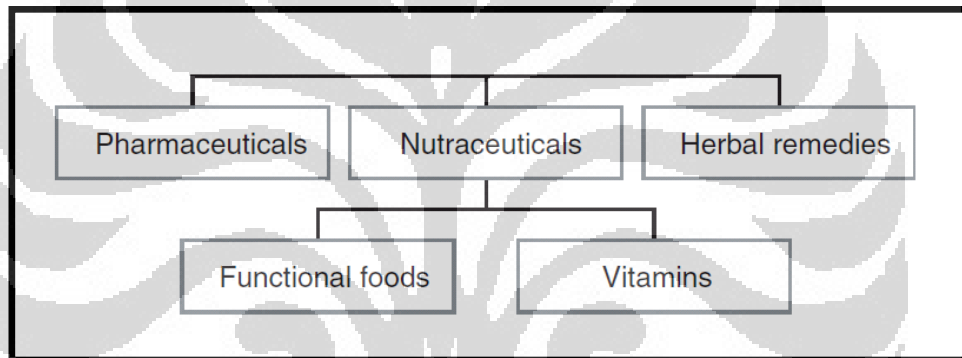 Pharmaceuticals
Nutraceuticals
Herbal remedies
Functional foods
Vitamins